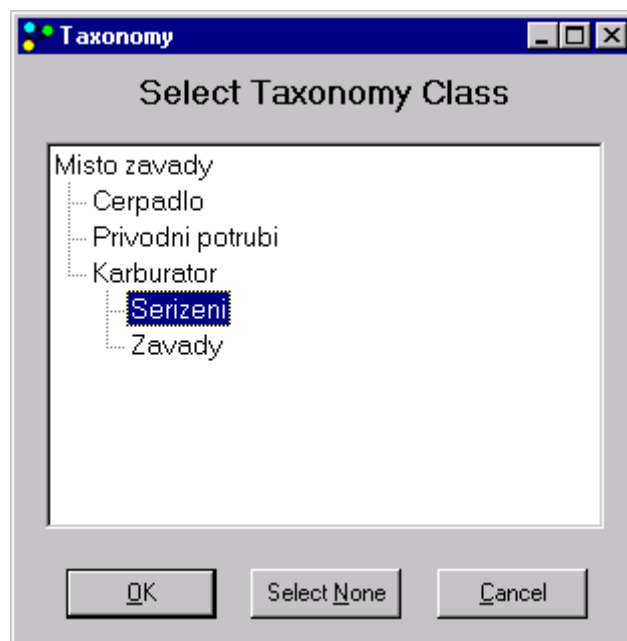 Taxonomy
Select Taxonomy Class
Misto zavady
Cerpadlo
Privodni potrubi
Karburator
Serizeni
Zavady
OK Select None Cancel